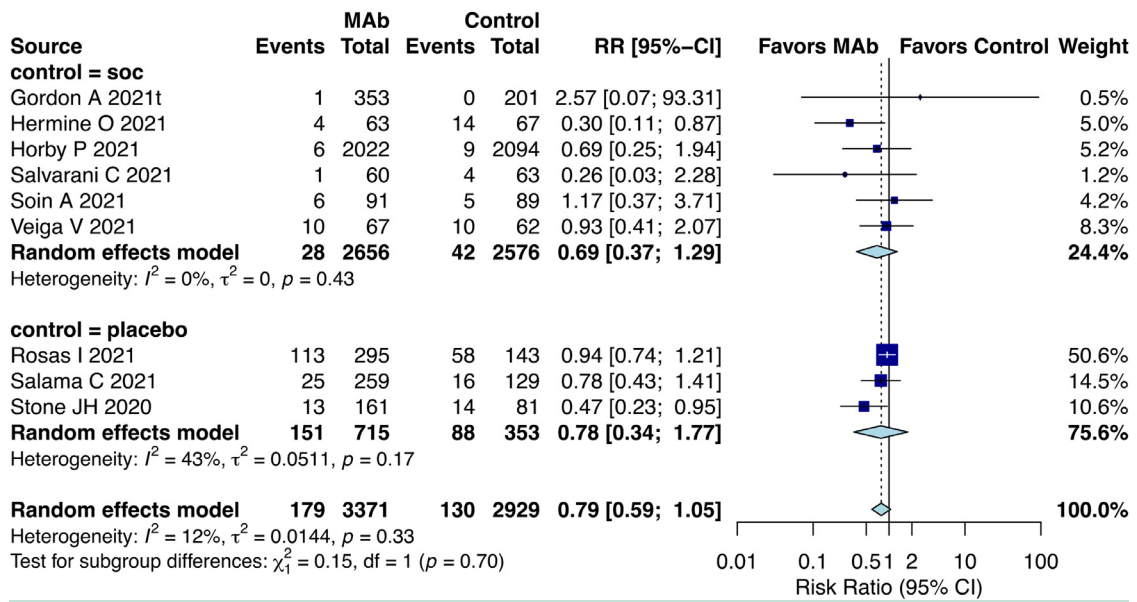 MAb Control
Source Events Total Events Total RR [95%−CI] Favors MAb Favors Control Weight
control = soc
Gordon A 2021t 1 353 0 201 2.57 [0.07; 93.31] 0.5%
Hermine O 2021 4 63 14 67 0.30 [0.11; 0.87] 5.0%
Horby P 2021 6 2022 9 2094 0.69 [0.25; 1.94] 5.2%
Salvarani C 2021 1 60 4 63 0.26 [0.03; 2.28] 1.2%
Soin A 2021 6 91 5 89 1.17 [0.37; 3.71] 4.2%
Veiga V 2021 10 67 10 62 0.93 [0.41; 2.07] 8.3%
Random effects model 28 2656 42 2576 0.69 [0.37; 1.29] 24.4%
Heterogeneity: I² = 0%, τ² = 0, p = 0.43
control = placebo
Rosas I 2021 113 295 58 143 0.94 [0.74; 1.21] 50.6%
Salama C 2021 25 259 16 129 0.78 [0.43; 1.41] 14.5%
Stone JH 2020 13 161 14 81 0.47 [0.23; 0.95] 10.6%
Random effects model 151 715 88 353 0.78 [0.34; 1.77] 75.6%
Heterogeneity: I² = 43%, τ² = 0.0511, p = 0.17
Random effects model 179 3371 130 2929 0.79 [0.59; 1.05] 100.0%
Heterogeneity: I² = 12%, τ² = 0.0144, p = 0.33
Test for subgroup differences: χ²₁ = 0.15, df = 1 (p = 0.70)
0.01 0.1 0.5 1 2 10 100
Risk Ratio (95% CI)